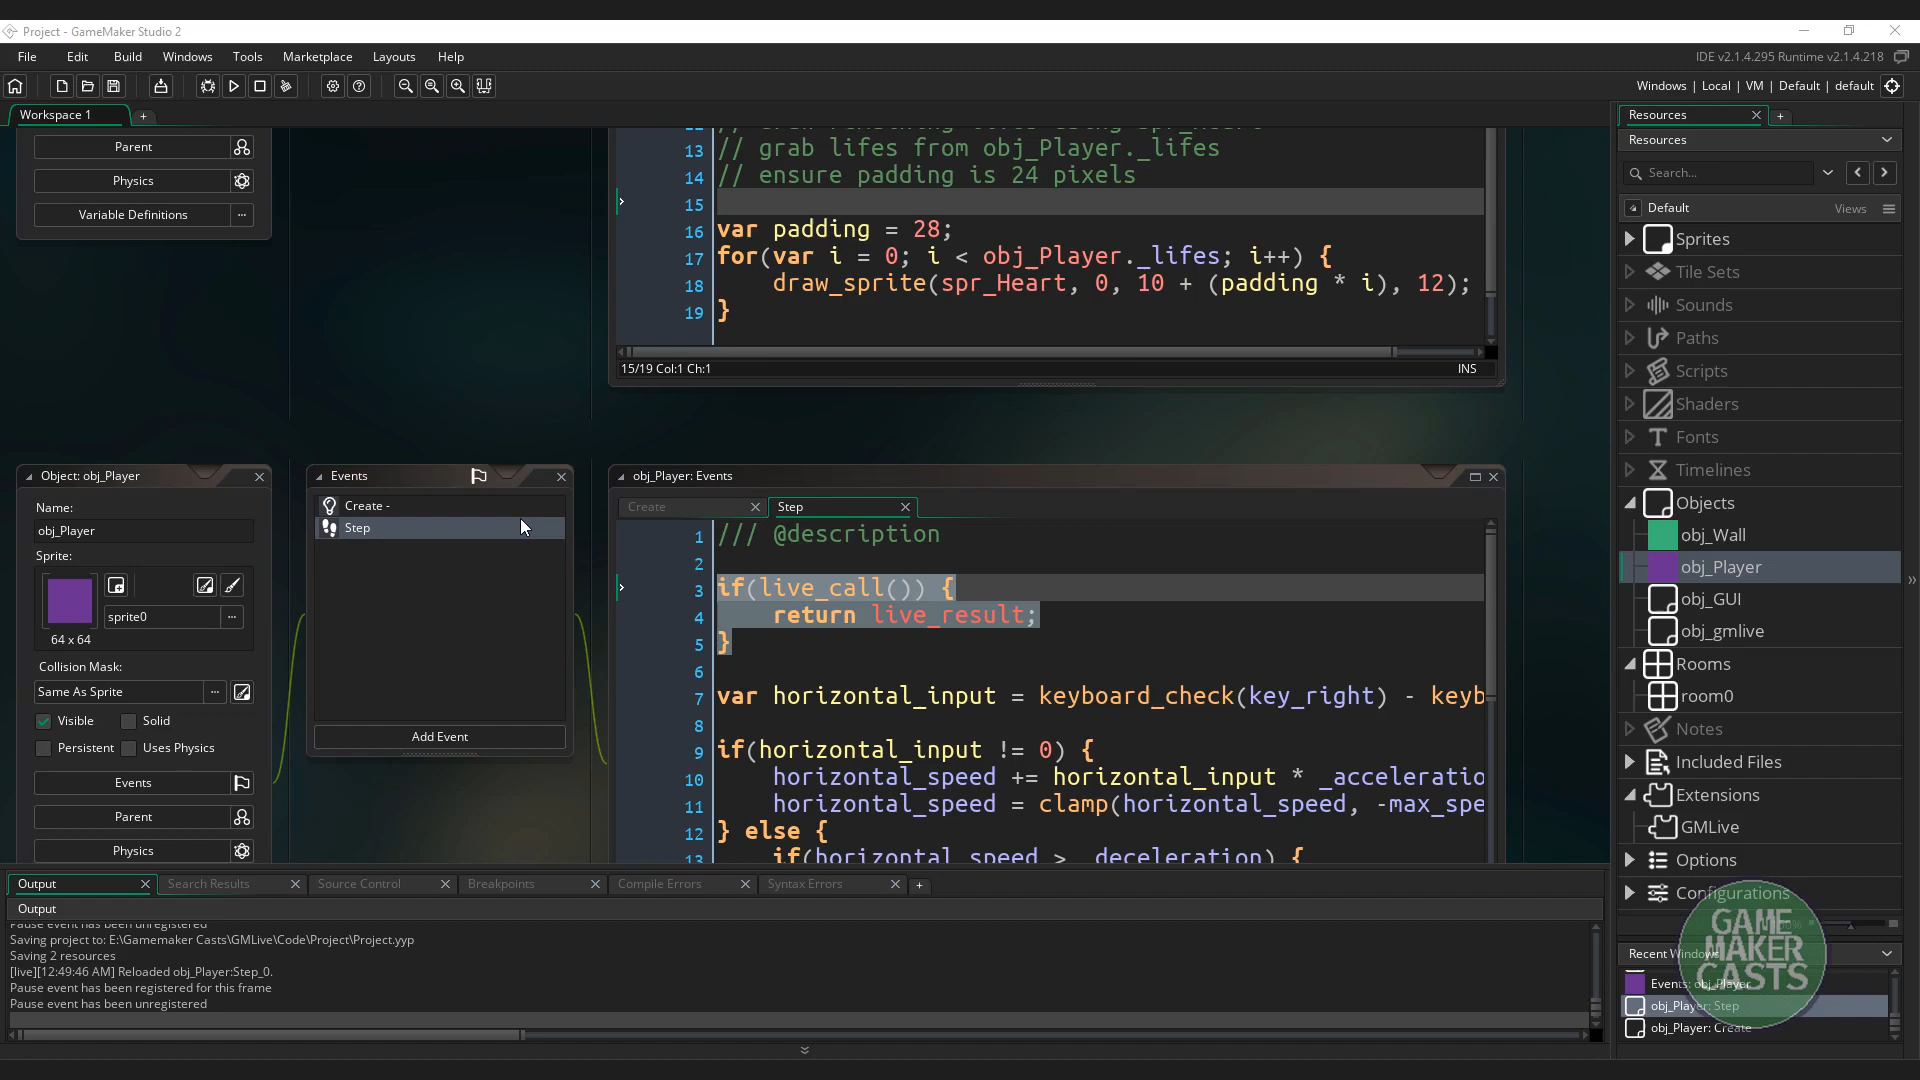 Project - GameMaker Studio 2
File Edit Build Windows Tools Marketplace Layouts Help
IDE v2.1.4.295 Runtime v2.1.4.218
Windows | Local | VM | Default | default
Workspace 1
Parent
Physics
Variable Definitions
13 // grab lifes from obj_Player._lifes
14 // ensure padding is 24 pixels
15
16 var padding = 28;
17 for(var i = 0; i < obj_Player._lifes; i++) {
18 draw_sprite(spr_Heart, 0, 10 + (padding * i), 12);
19 }
15/19 Col:1 Ch:1
INS
Object: obj_Player
Name:
obj_Player
Sprite:
sprite0
64 x 64
Collision Mask:
Same As Sprite
Visible Solid
Persistent Uses Physics
Events
Parent
Physics
Events
Create -
Step
Add Event
obj_Player: Events
Create Step
1 /// @description
2
3 if(live_call()) {
4 return live_result;
5 }
6
7 var horizontal_input = keyboard_check(key_right) - keyb
8
9 if(horizontal_input != 0) {
10 horizontal_speed += horizontal_input * _acceleratio
11 horizontal_speed = clamp(horizontal_speed, -max_spe
12 } else {
13 if(horizontal_speed > _deceleration) {
Output Search Results Source Control Breakpoints Compile Errors Syntax Errors
Output
Pause event has been unregistered
Saving project to: E:\Gamemaker Casts\GMLive\Code\Project\Project.yyp
Saving 2 resources
[live][12:49:46 AM] Reloaded obj_Player:Step_0.
Pause event has been registered for this frame
Pause event has been unregistered
Resources
Resources
Search...
Default
Views
Sprites
Tile Sets
Sounds
Paths
Scripts
Shaders
Fonts
Timelines
Objects
obj_Wall
obj_Player
obj_GUI
obj_gmlive
Rooms
room0
Notes
Included Files
Extensions
GMLive
Options
Configurations
Recent Windows
Events: obj_Player
obj_Player: Step
obj_Player: Create
GAME
MAKER
CASTS